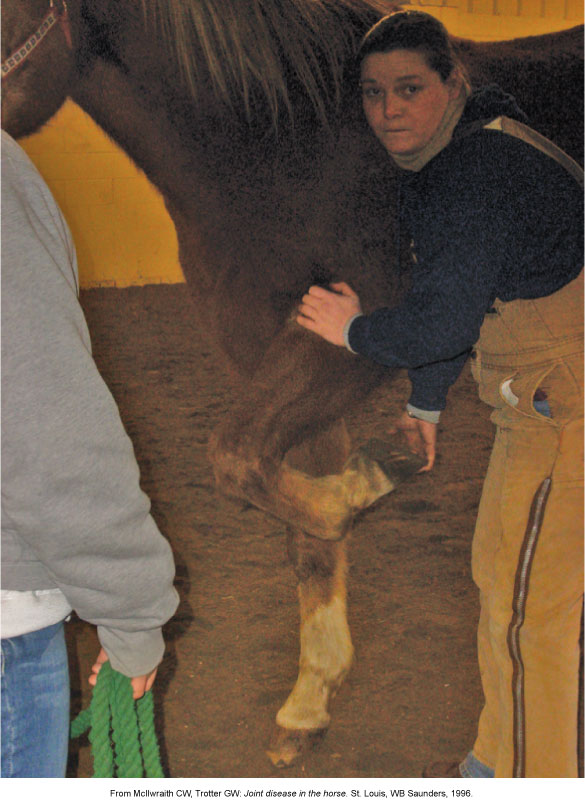 From McIlwraith CW, Trotter GW: Joint disease in the horse. St. Louis, WB Saunders, 1996.